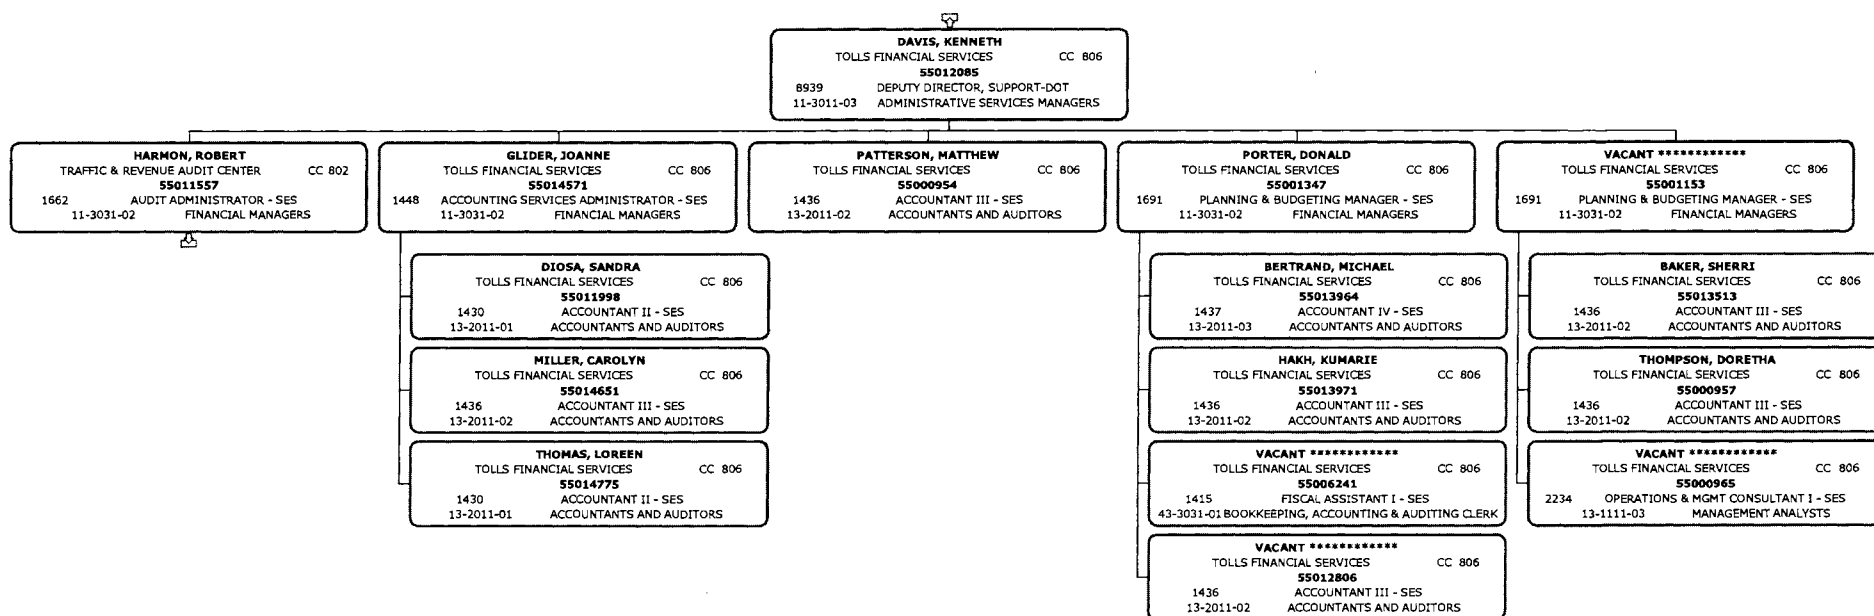 DAVIS, KENNETH
TOLLS FINANCIAL SERVICES CC 806
55012085
8939 DEPUTY DIRECTOR, SUPPORT-DOT
11-3011-03 ADMINISTRATIVE SERVICES MANAGERS
HARMON, ROBERT
TRAFFIC & REVENUE AUDIT CENTER CC 802
55011557
1662 AUDIT ADMINISTRATOR - SES
11-3031-02 FINANCIAL MANAGERS
GLIDER, JOANNE
TOLLS FINANCIAL SERVICES CC 806
55014571
1448 ACCOUNTING SERVICES ADMINISTRATOR - SES
11-3031-02 FINANCIAL MANAGERS
PATTERSON, MATTHEW
TOLLS FINANCIAL SERVICES CC 806
55000954
1436 ACCOUNTANT III - SES
13-2011-02 ACCOUNTANTS AND AUDITORS
PORTER, DONALD
TOLLS FINANCIAL SERVICES CC 806
55001347
1691 PLANNING & BUDGETING MANAGER - SES
11-3031-02 FINANCIAL MANAGERS
VACANT ************
TOLLS FINANCIAL SERVICES CC 806
55001153
1691 PLANNING & BUDGETING MANAGER - SES
11-3031-02 FINANCIAL MANAGERS
DIOSA, SANDRA
TOLLS FINANCIAL SERVICES CC 806
55011998
1430 ACCOUNTANT II - SES
13-2011-01 ACCOUNTANTS AND AUDITORS
MILLER, CAROLYN
TOLLS FINANCIAL SERVICES CC 806
55014651
1436 ACCOUNTANT III - SES
13-2011-02 ACCOUNTANTS AND AUDITORS
THOMAS, LOREEN
TOLLS FINANCIAL SERVICES CC 806
55014775
1430 ACCOUNTANT II - SES
13-2011-01 ACCOUNTANTS AND AUDITORS
BERTRAND, MICHAEL
TOLLS FINANCIAL SERVICES CC 806
55013964
1437 ACCOUNTANT IV - SES
13-2011-03 ACCOUNTANTS AND AUDITORS
HAKH, KUMARIE
TOLLS FINANCIAL SERVICES CC 806
55013971
1436 ACCOUNTANT III - SES
13-2011-02 ACCOUNTANTS AND AUDITORS
VACANT ************
TOLLS FINANCIAL SERVICES CC 806
55006241
1415 FISCAL ASSISTANT I - SES
43-3031-01 BOOKKEEPING, ACCOUNTING & AUDITING CLERK
VACANT ************
TOLLS FINANCIAL SERVICES CC 806
55012806
1436 ACCOUNTANT III - SES
13-2011-02 ACCOUNTANTS AND AUDITORS
BAKER, SHERRI
TOLLS FINANCIAL SERVICES CC 806
55013513
1436 ACCOUNTANT III - SES
13-2011-02 ACCOUNTANTS AND AUDITORS
THOMPSON, DORETHA
TOLLS FINANCIAL SERVICES CC 806
55000957
1436 ACCOUNTANT III - SES
13-2011-02 ACCOUNTANTS AND AUDITORS
VACANT ************
TOLLS FINANCIAL SERVICES CC 806
55000965
2234 OPERATIONS & MGMT CONSULTANT I - SES
13-1111-03 MANAGEMENT ANALYSTS